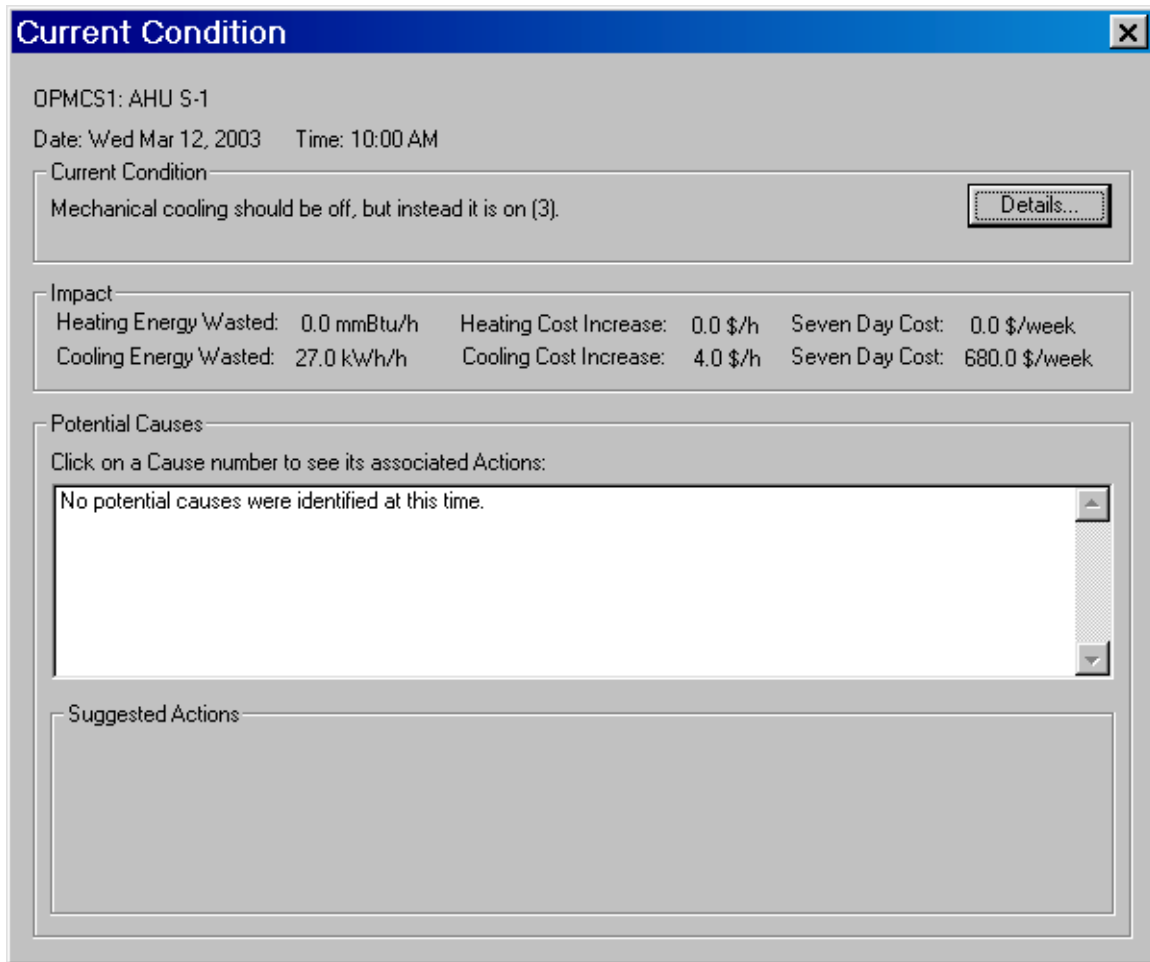 Current Condition
OPMCS1: AHU S-1
Date: Wed Mar 12, 2003 Time: 10:00 AM
Current Condition
Mechanical cooling should be off, but instead it is on (3).
Details...
Impact
Heating Energy Wasted: 0.0 mmBtu/h Heating Cost Increase: 0.0 $/h Seven Day Cost: 0.0 $/week
Cooling Energy Wasted: 27.0 kWh/h Cooling Cost Increase: 4.0 $/h Seven Day Cost: 680.0 $/week
Potential Causes
Click on a Cause number to see its associated Actions:
No potential causes were identified at this time.
Suggested Actions